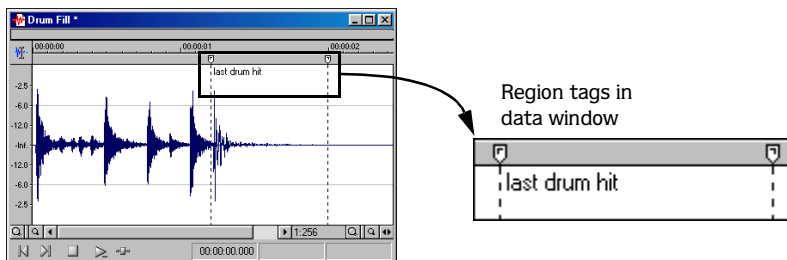 Drum Fill *
00:00:00 00:00:01 00:00:02
last drum hit
-2.5
-6.0
-12.0
-Inf.
-12.0
-6.0
-2.5
1:256
00:00:00.000
Region tags in
data window
last drum hit